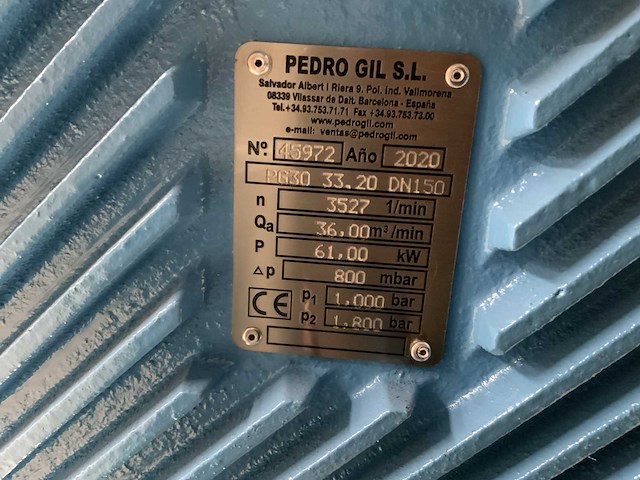 PEDRO GIL S.L.
Salvador Albert I Riera 9. Pol. Ind. Vallmorena
08339 Vilassar de Dalt. Barcelona - España
Tel.+34.93.753.71.71 Fax +34.93.753.73.00
www.pedrogil.com
e-mail: ventas@pedrogil.com
Nº 45972 Año 2020
PG30 33.20 DN150
n 3527 1/min
Qa 36,00 m³/min
P 61,00 kW
Δp 800 mbar
CE p1 1,000 bar
p2 1,800 bar